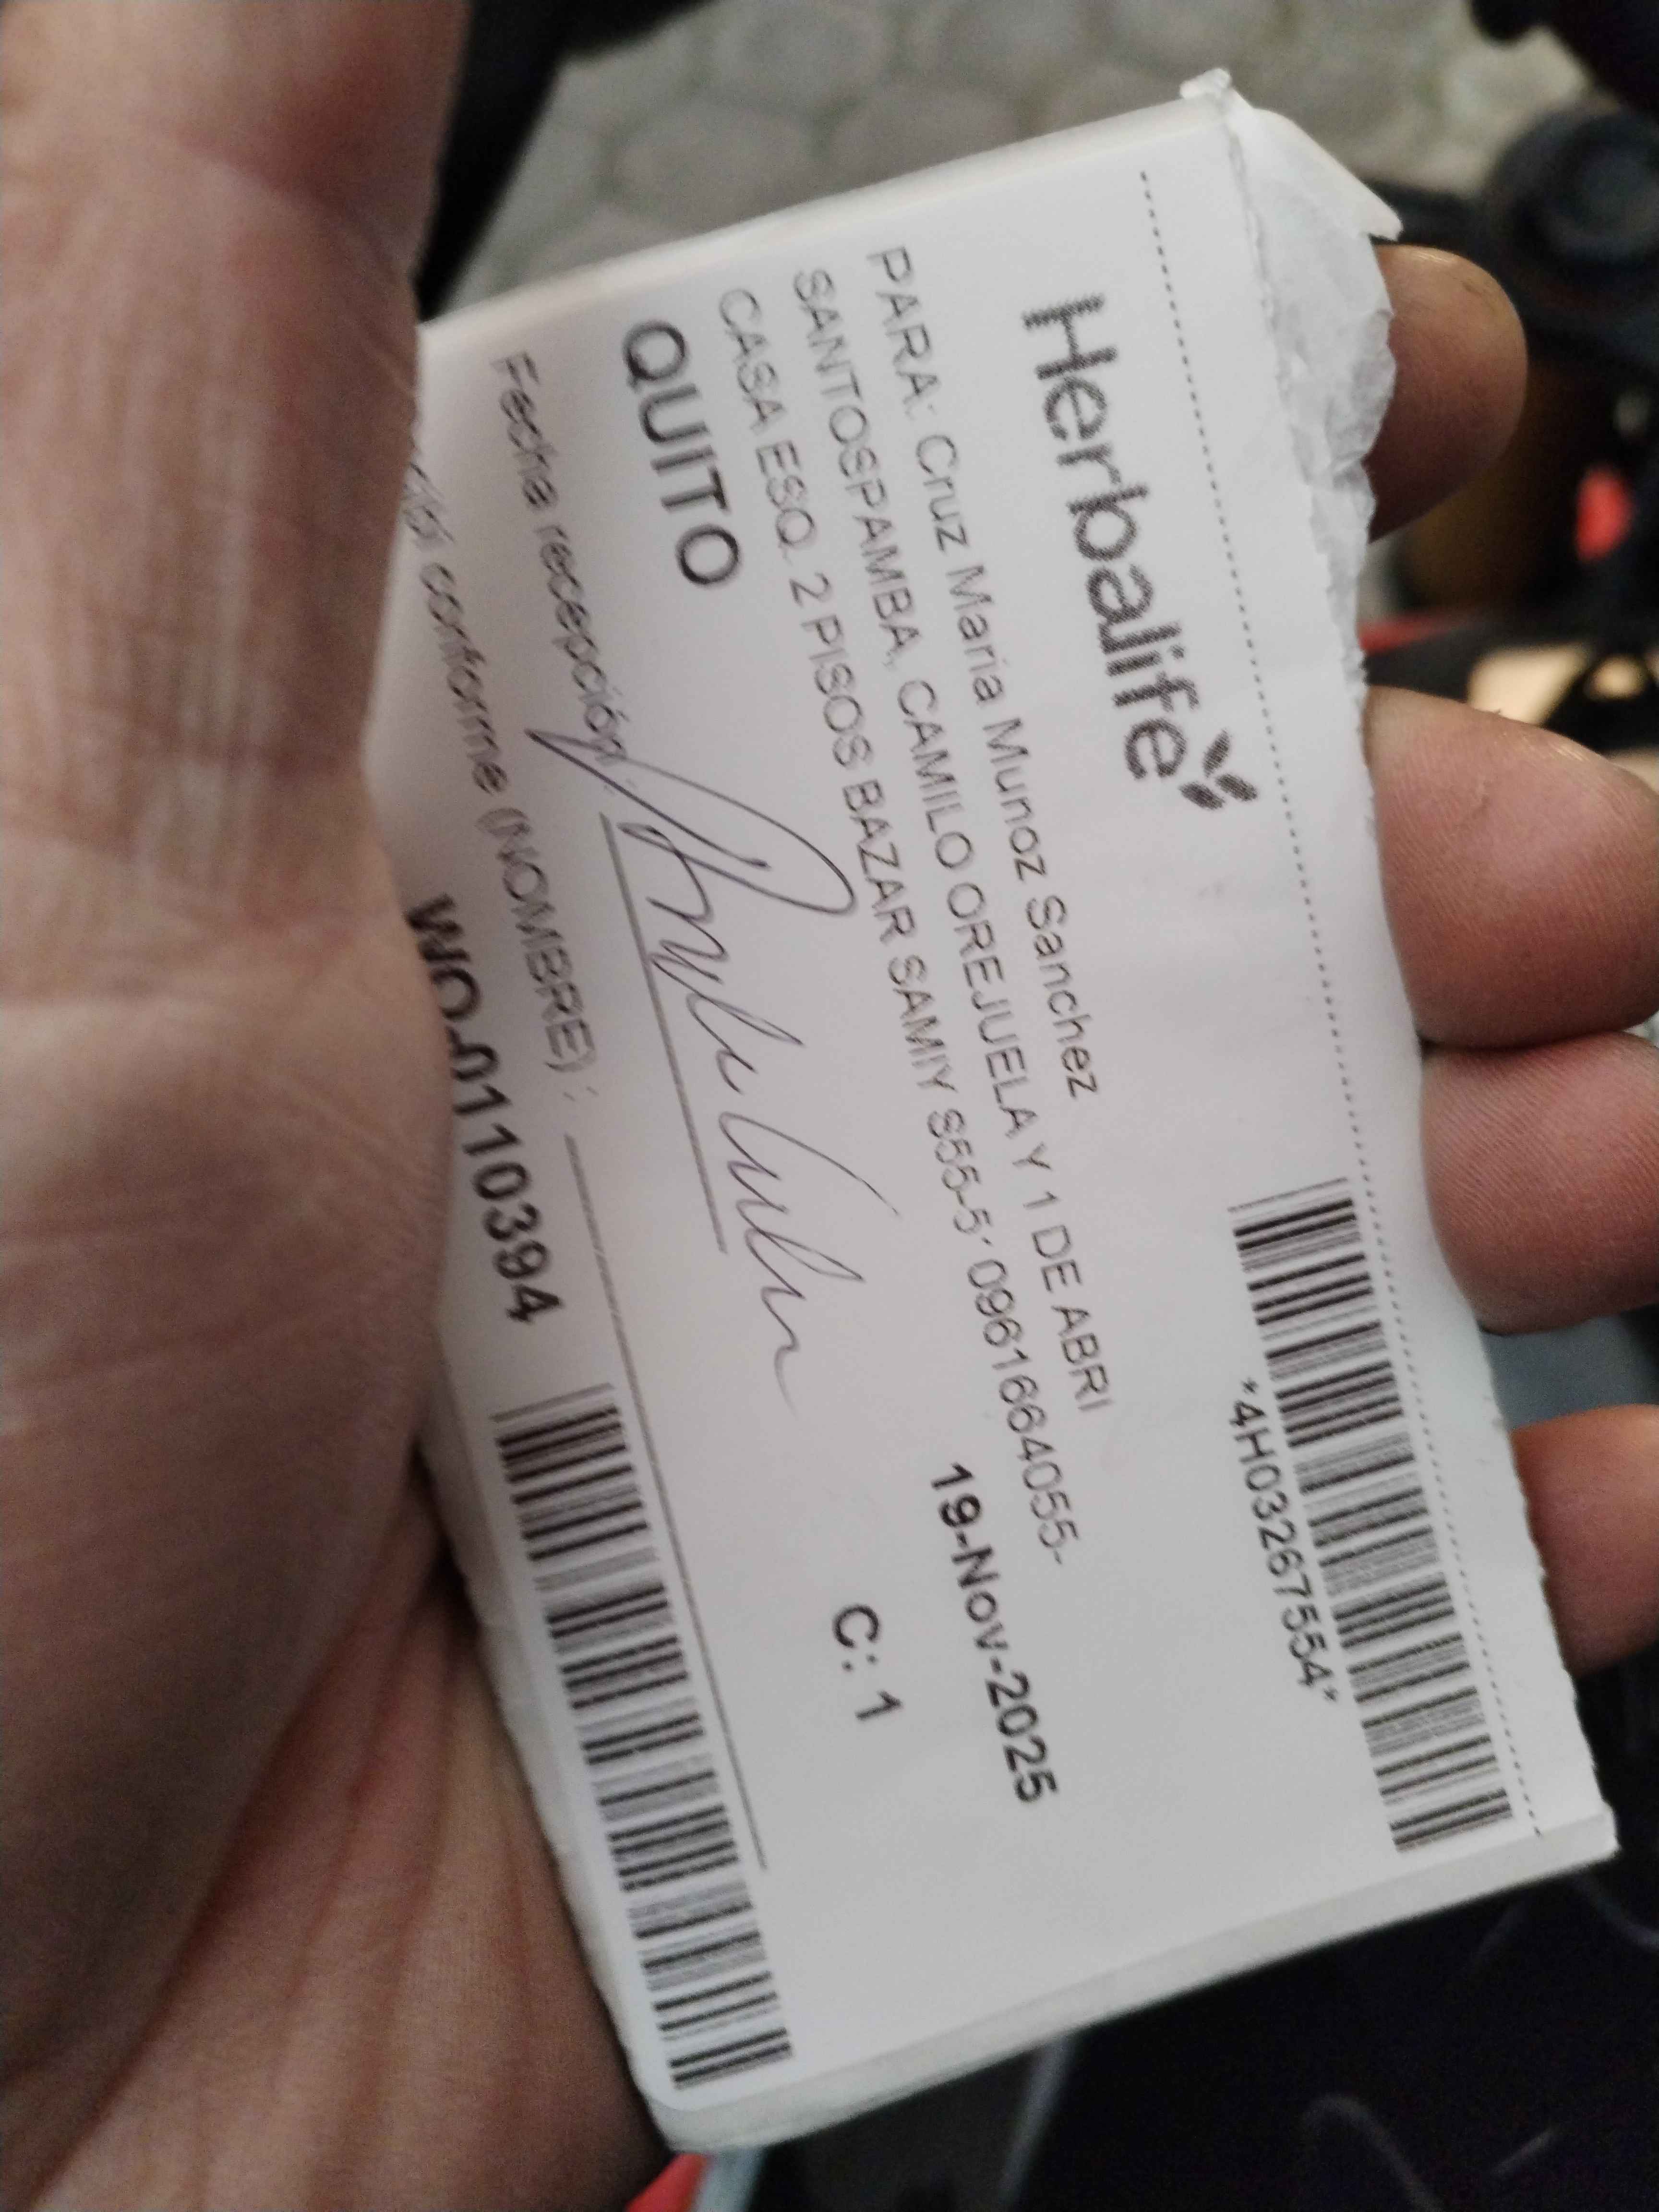 Herbalife
*4H03267554*
PARA: Cruz Maria Munoz Sanchez
SANTOSPAMBA, CAMILO OREJUELA Y 1 DE ABRI
CASA ESQ. 2 PISOS BAZAR SAMIY S55-5' 0961664055-
19-Nov-2025
QUITO
C: 1
Fecha recepción:
conforme (NOMBRE) :
WO-0110394